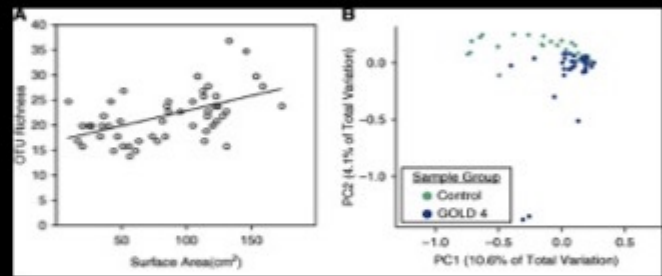 A
OTU Richness
40
35
30
25
20
15
10
5
0
50
100
150
Surface Area(cm²)
B
PC2 (4.1% of Total Variation)
0.0
−0.5
−1.0
Sample Group
Control
GOLD 4
−1.0
−0.5
0.0
0.5
PC1 (10.6% of Total Variation)